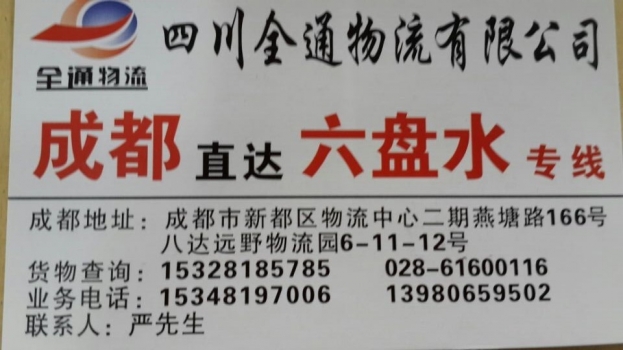 四川全通物流有限公司
全通物流
成都 直达 六盘水 专线
成都地址：成都市新都区物流中心二期燕塘路166号
八达远野物流园6-11-12号
货物查询：15328185785 028-61600116
业务电话：15348197006 13980659502
联系人：严先生